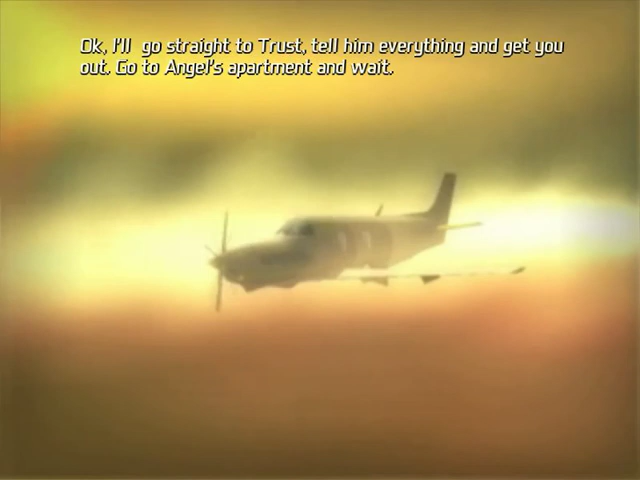 Ok, I'll  go straight to Trust, tell him everything and get you
out. Go to Angel's apartment and wait.